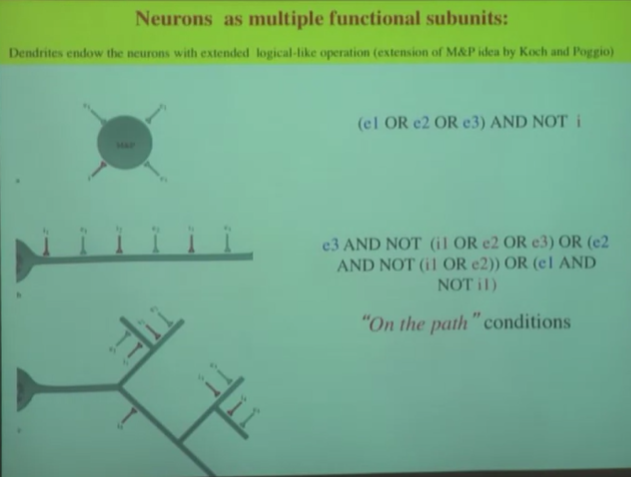 Neurons as multiple functional subunits:
Dendrites endow the neurons with extended logical-like operation (extension of M&P idea by Koch and Poggio)
(e1 OR e2 OR e3) AND NOT i
M&P
a
e3 AND NOT (i1 OR e2 OR e3) OR (e2
AND NOT (i1 OR e2)) OR (e1 AND
NOT i1)
b
"On the path" conditions
c